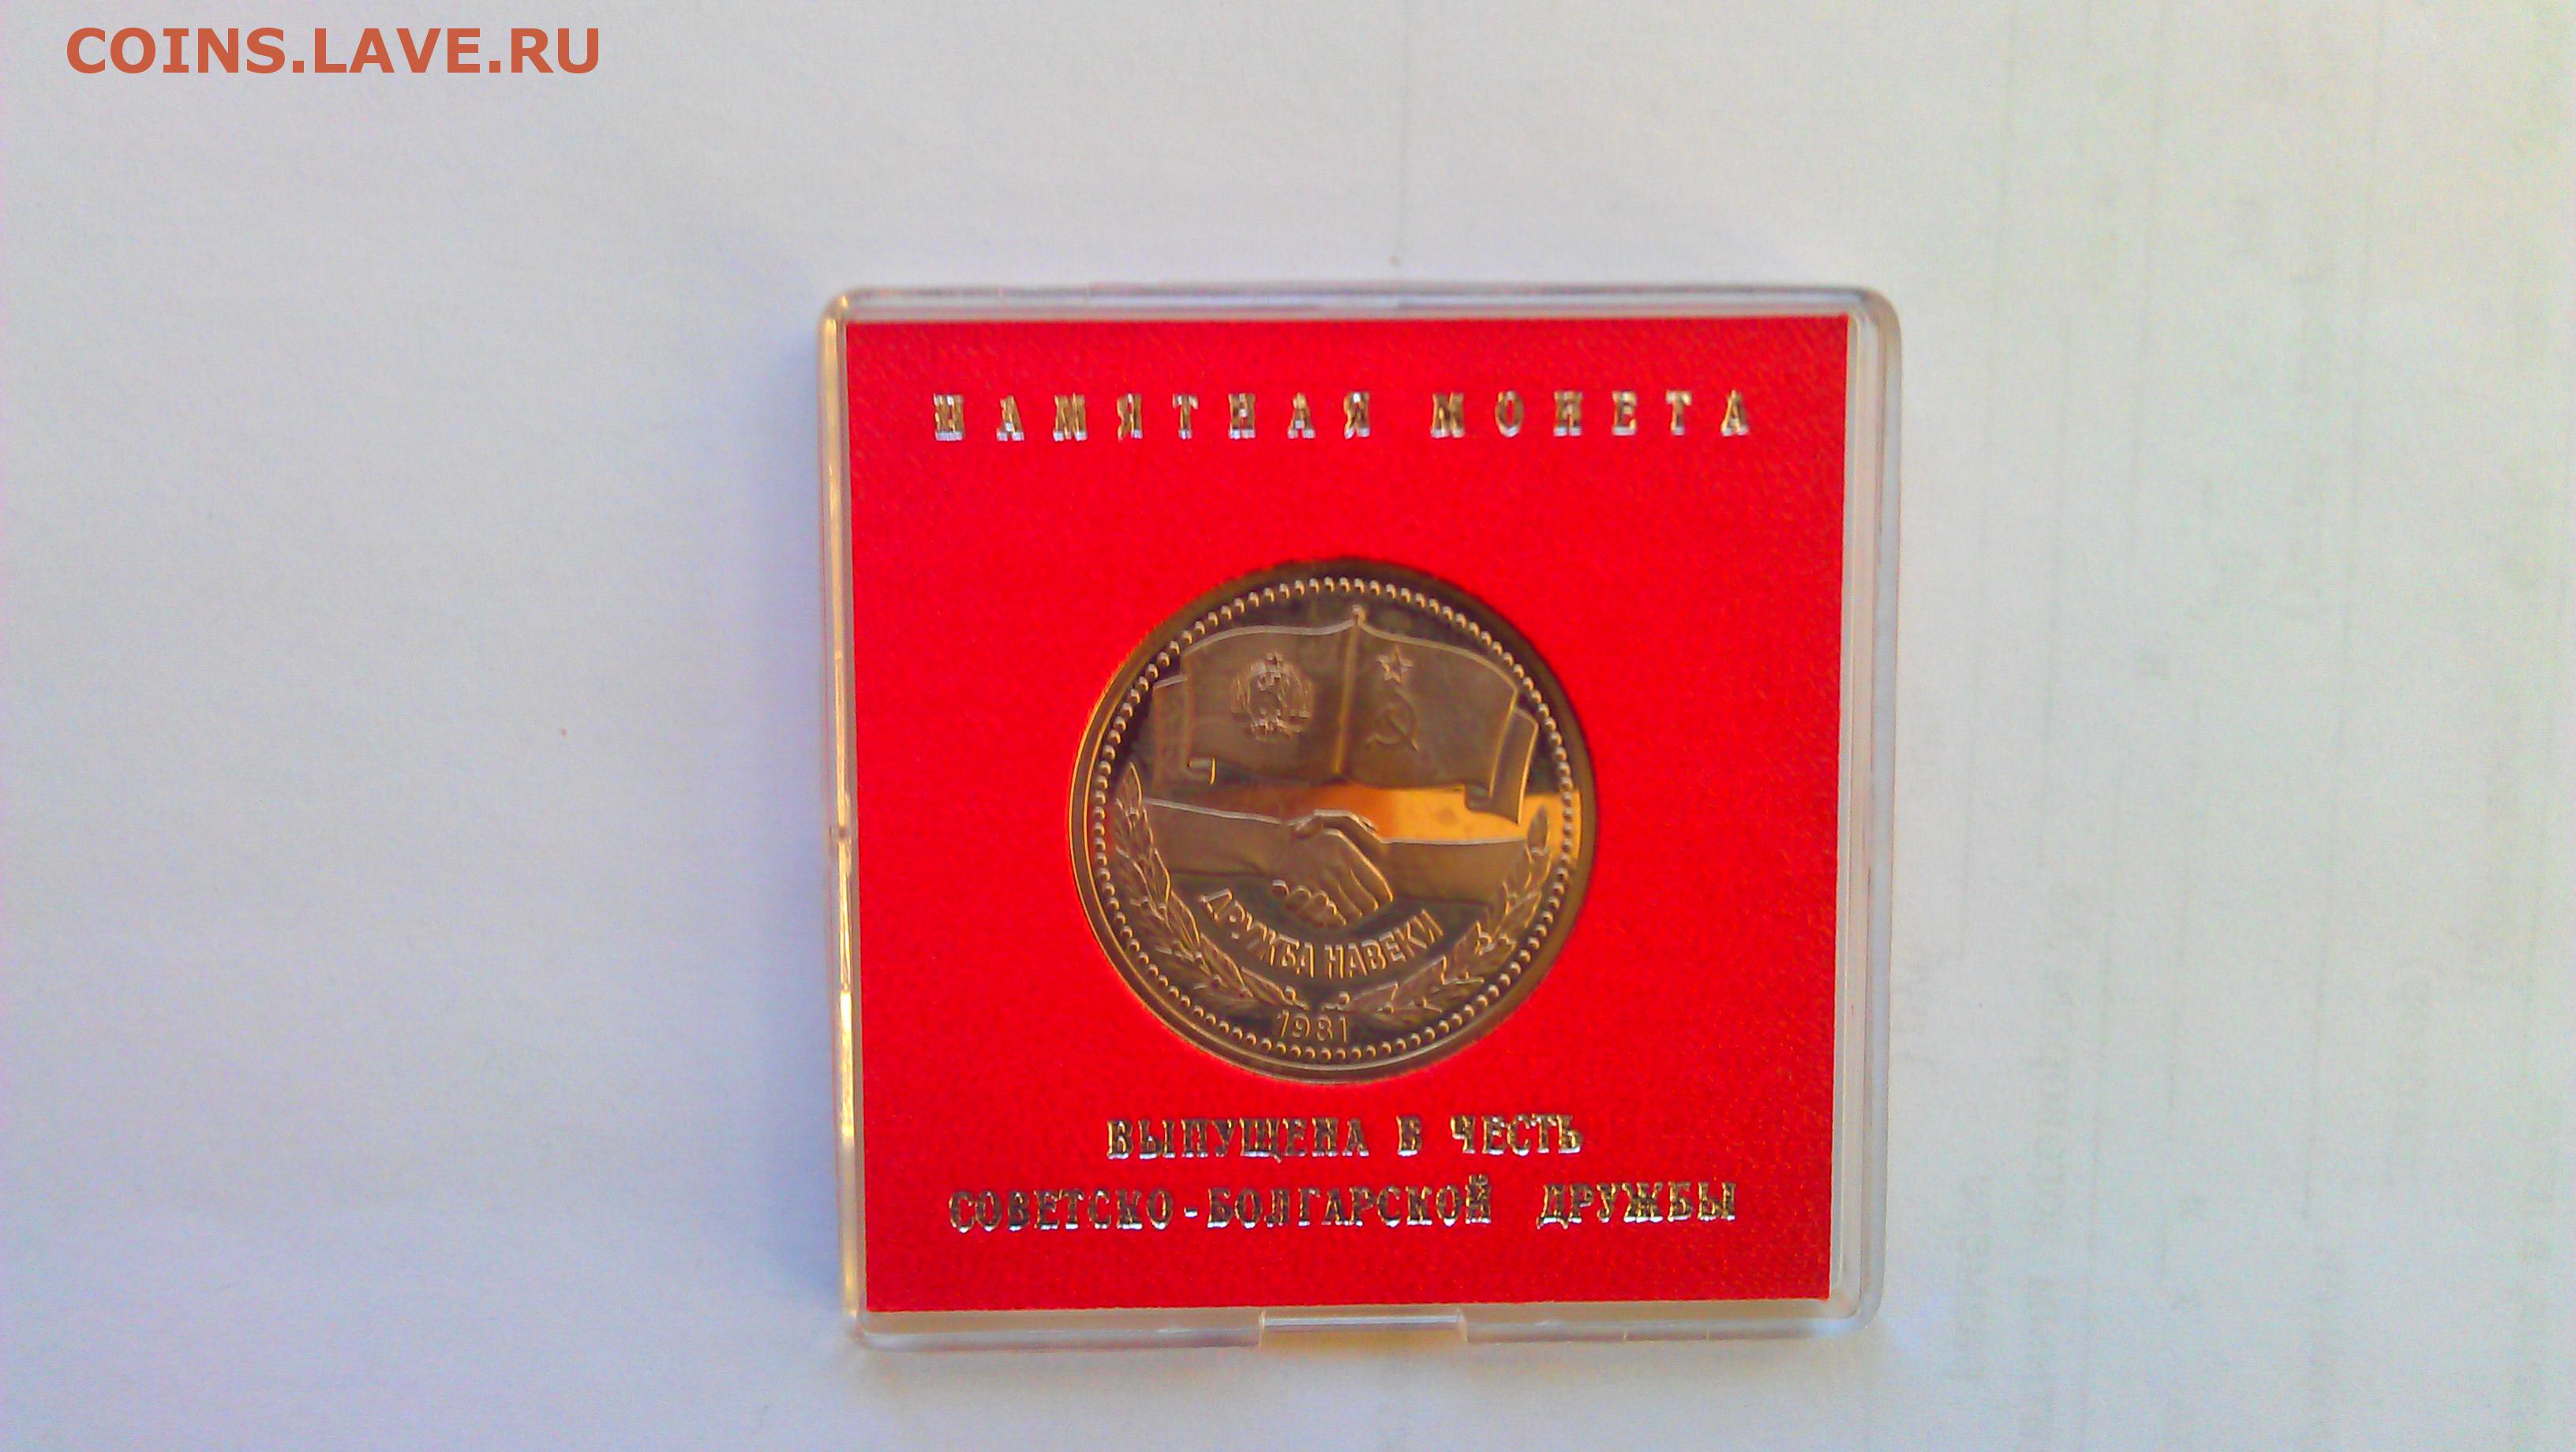 COINS.LAVE.RU
ПАМЯТНАЯ МОНЕТА
ДРУЖБА НАВЕКИ
1981
ВЫПУЩЕНА В ЧЕСТЬ
СОВЕТСКО-БОЛГАРСКОЙ ДРУЖБЫ